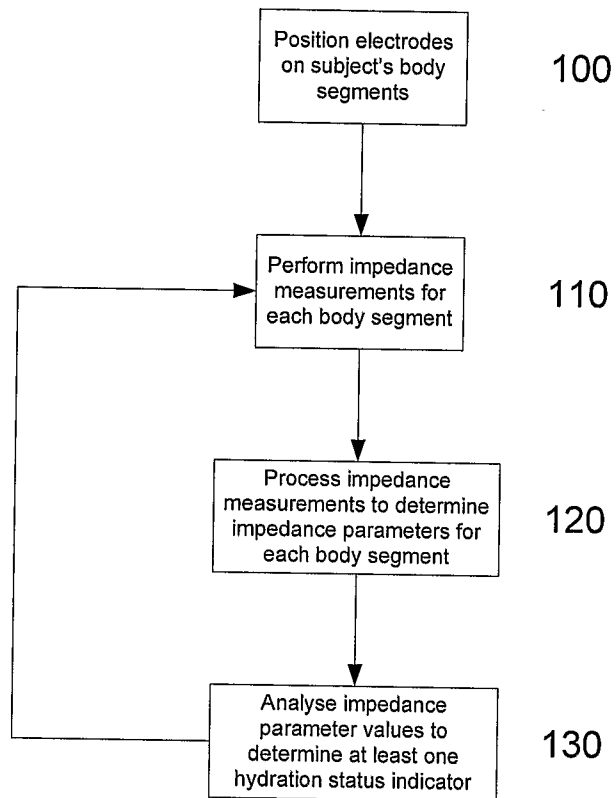 Position electrodes
on subject's body
segments
100
Perform impedance
measurements for
each body segment
110
Process impedance
measurements to determine
impedance parameters for
each body segment
120
Analyse impedance
parameter values to
determine at least one
hydration status indicator
130